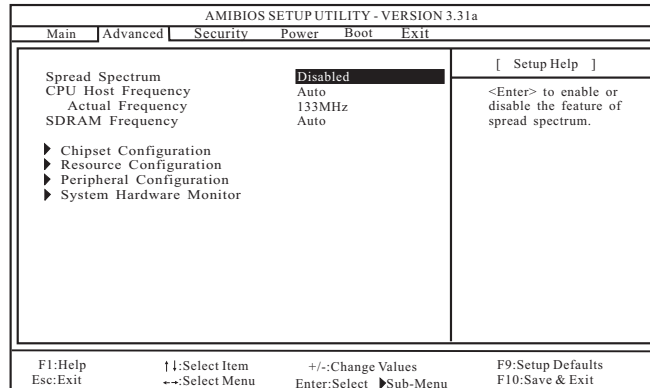 AMIBIOS SETUP UTILITY - VERSION 3.31a
Main Advanced Security Power Boot Exit
[ Setup Help ]
Spread Spectrum Disabled
CPU Host Frequency Auto
Actual Frequency 133MHz
SDRAM Frequency Auto
<Enter> to enable or
disable the feature of
spread spectrum.
Chipset Configuration
Resource Configuration
Peripheral Configuration
System Hardware Monitor
F1:Help ↑↓:Select Item +/-:Change Values F9:Setup Defaults
Esc:Exit ←→:Select Menu Enter:Select ▶Sub-Menu F10:Save & Exit